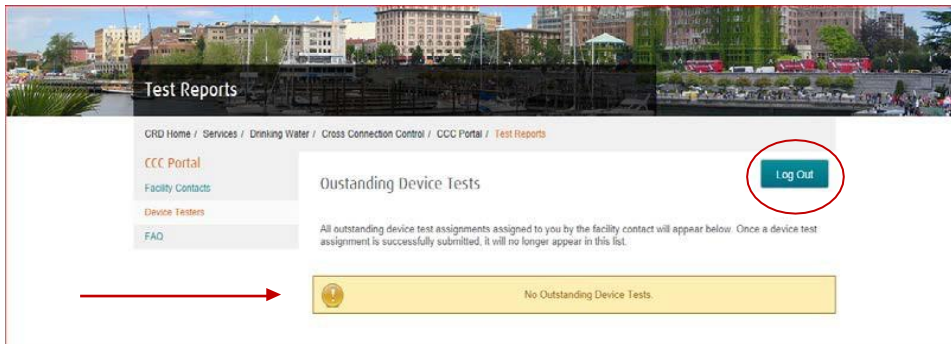 Test Reports
CRD Home / Services / Drinking Water / Cross Connection Control / CCC Portal / Test Reports
CCC Portal
Facility Contacts
Device Testers
FAQ
Log Out
Oustanding Device Tests
All outstanding device test assignments assigned to you by the facility contact will appear below. Once a device test
assignment is successfully submitted, it will no longer appear in this list.
No Outstanding Device Tests.